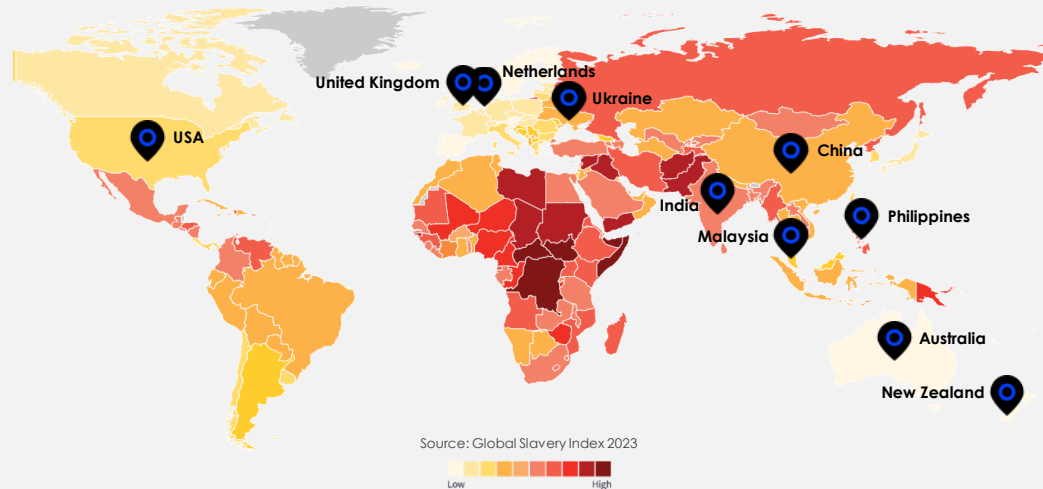 Netherlands
United Kingdom
Ukraine
USA
China
India
Philippines
Malaysia
Australia
New Zealand
Source: Global Slavery Index 2023
Low
High